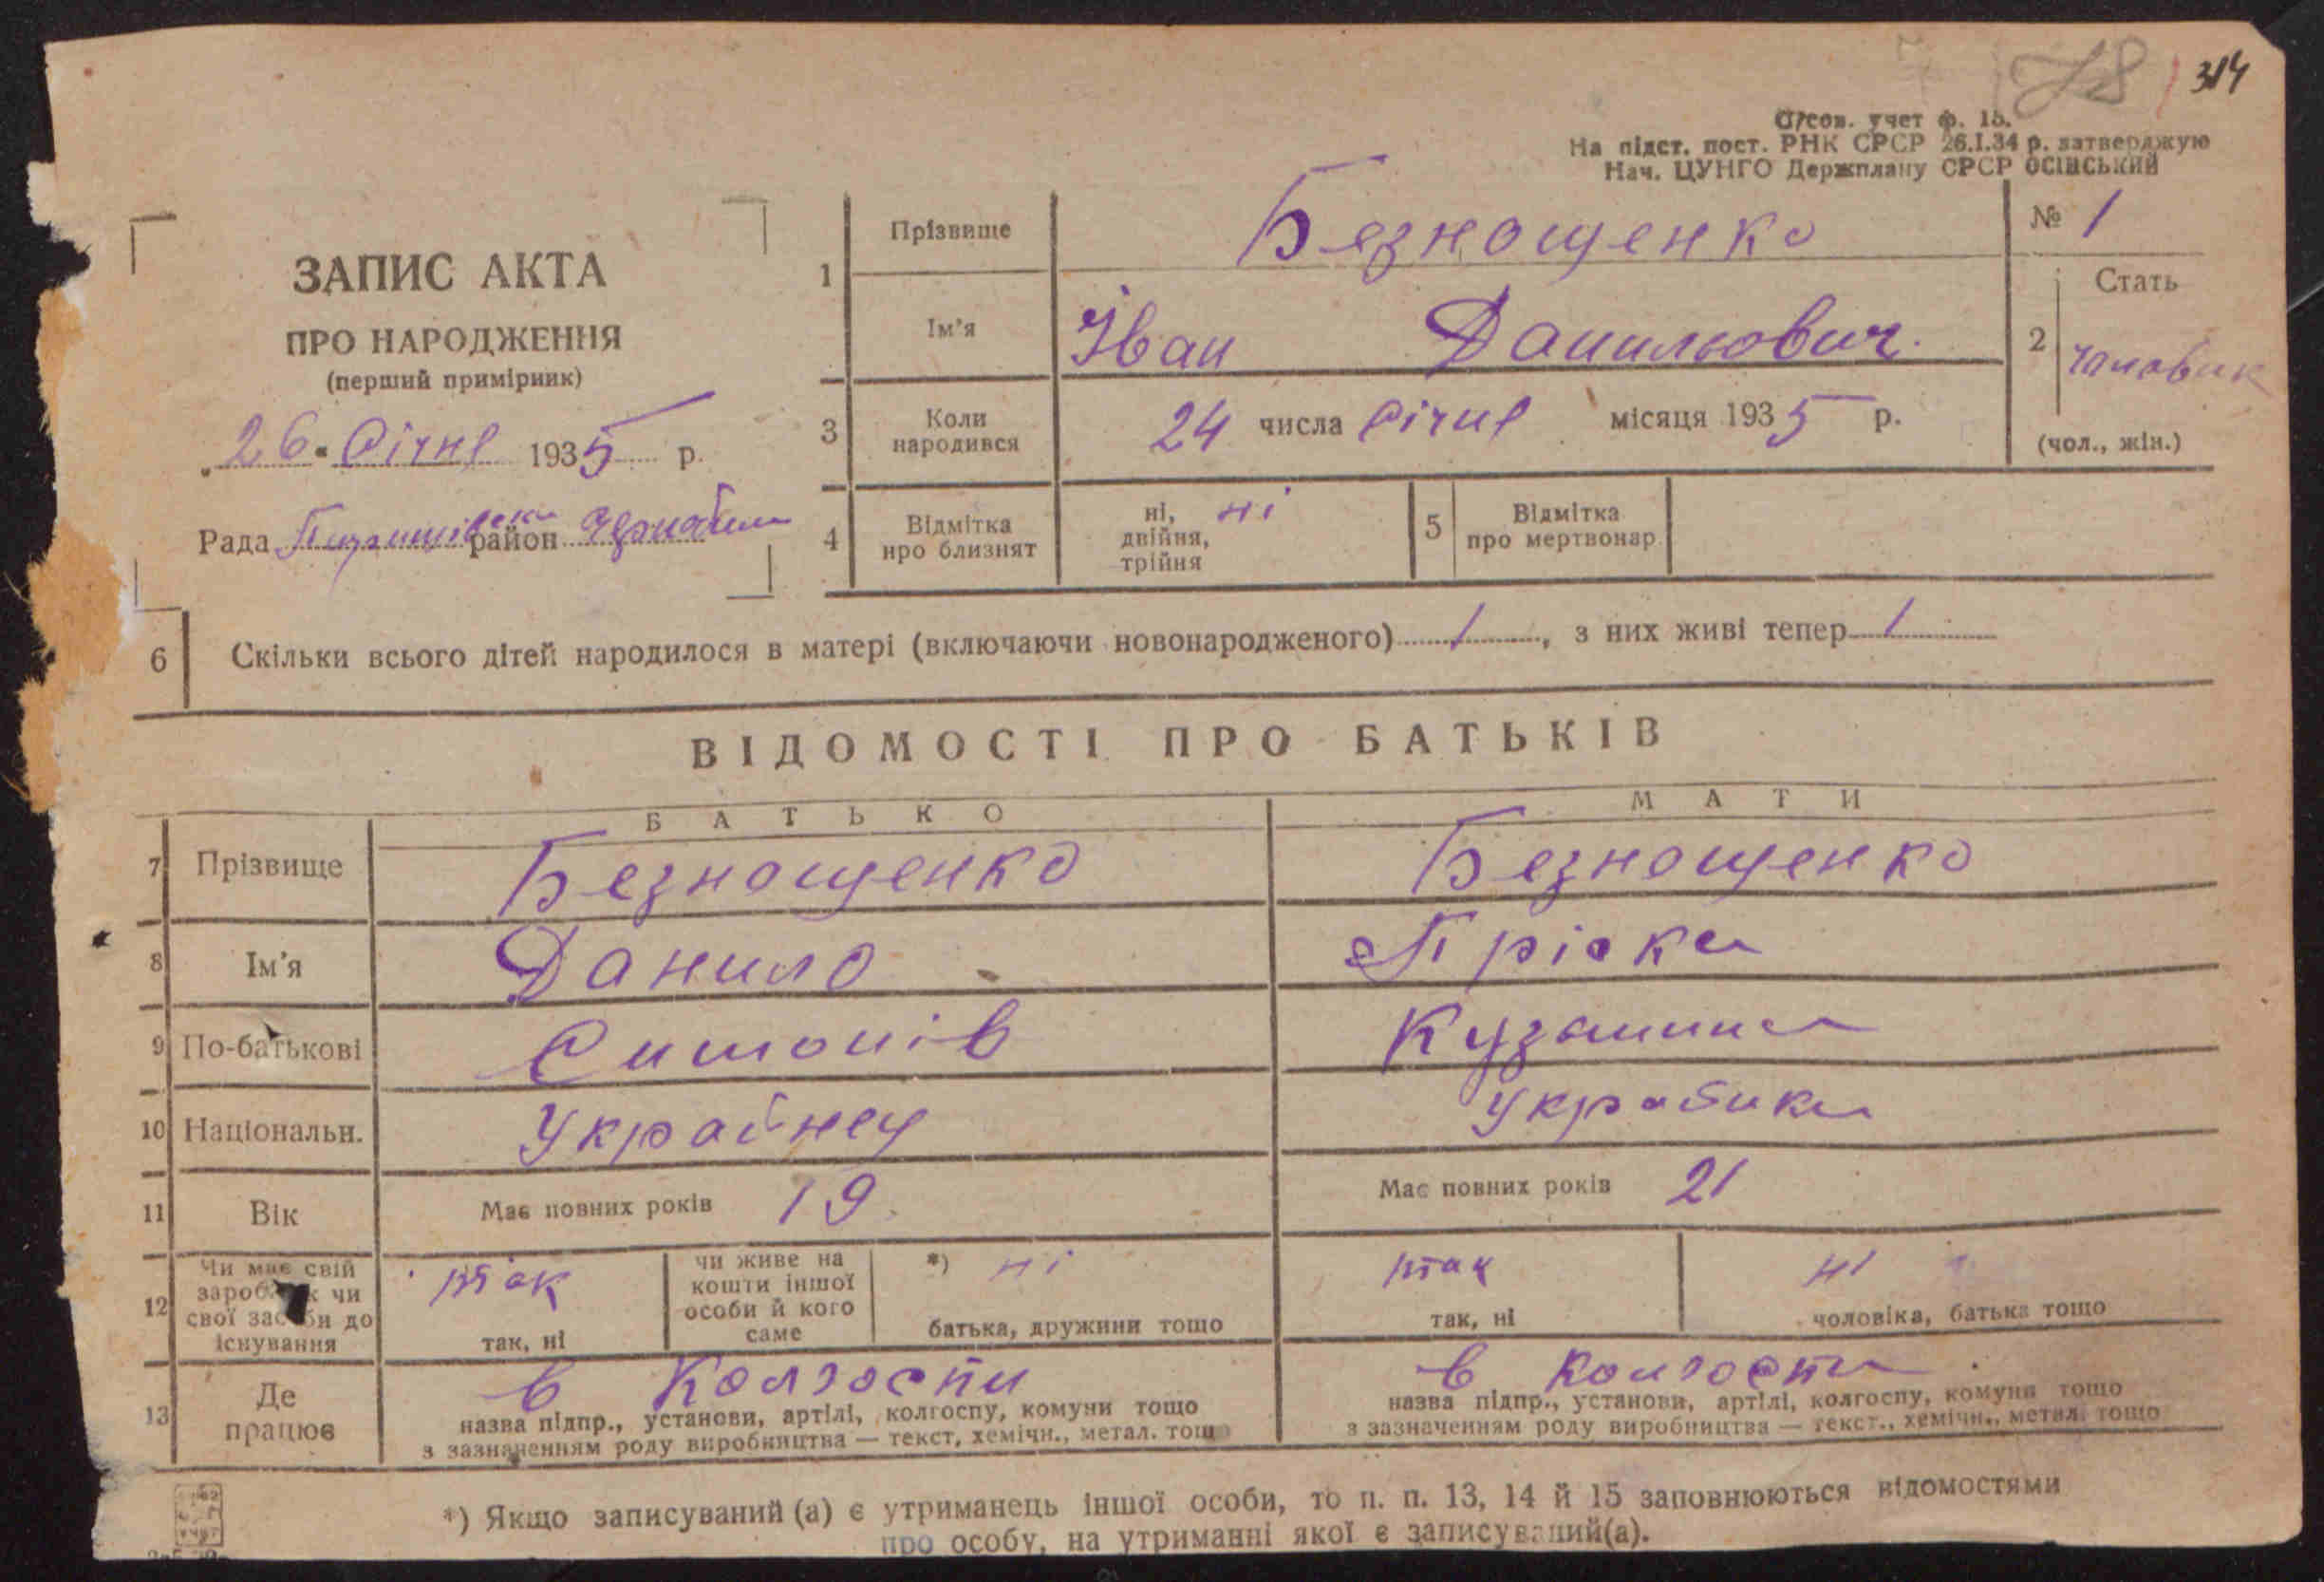 78 314
О/сов. учет ф. 15.
На підст. пост. РНК СРСР 26.I.34 р. затверджую
Нач. ЦУНГО Держплану СРСР ОСІНСЬКИЙ
ЗАПИС АКТА
ПРО НАРОДЖЕННЯ
(перший примірник)
„26“ Січня 1935 р.
Рада район
1 Прізвище Безнощенко № 1
Ім'я Іван Данильович
2 Стать чоловик
(чол., жін.)
3 Коли народився 24 числа Січня місяця 1935 р.
4 Відмітка про близнят ні, двійня, трійня ні 5 Відмітка про мертвонар.
6 Скільки всього дітей народилося в матері (включаючи новонародженого) 1, з них живі тепер 1
ВІДОМОСТІ ПРО БАТЬКІВ
БАТЬКО МАТИ
7 Прізвище Безнощенко Безнощенко
8 Ім'я Данило Пріска
9 По-батькові Симонів Кузьминич
10 Національн. Украйнец Українка
11 Вік Має повних років 19 Має повних років 21
12 Чи має свій заробіток чи свої засоби до існування так так, ні чи живе на кошти іншої особи й кого саме *) ні батька, дружини тощо так так, ні ні чоловіка, батька тощо
13 Де працює в Колгоспи в Колгоспи
назва підпр., установи, артілі, колгоспу, комуни тощо назва підпр., установи, артілі, колгоспу, комуни тощо
з зазначенням роду виробництва — текст, хемічн., метал. тощо з зазначенням роду виробництва — текст., хемічн., метал. тощо
*) Якщо записуваний (а) є утриманець іншої особи, то п. п. 13, 14 й 15 заповнюються відомостями
про особу, на утриманні якої є записуваний(а).